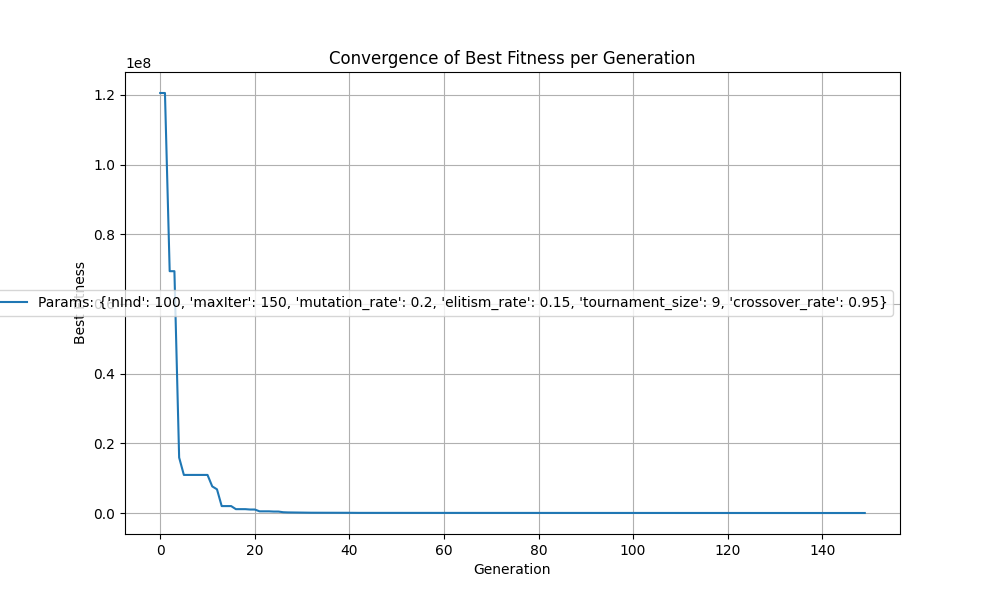 Convergence of Best Fitness per Generation
1e8
1.2
1.0
0.8
Params: {'nInd': 100, 'maxIter': 150, 'mutation_rate': 0.2, 'elitism_rate': 0.15, 'tournament_size': 9, 'crossover_rate': 0.95}
0.4
0.2
0.0
Best
0 20 40 60 80 100 120 140
Generation